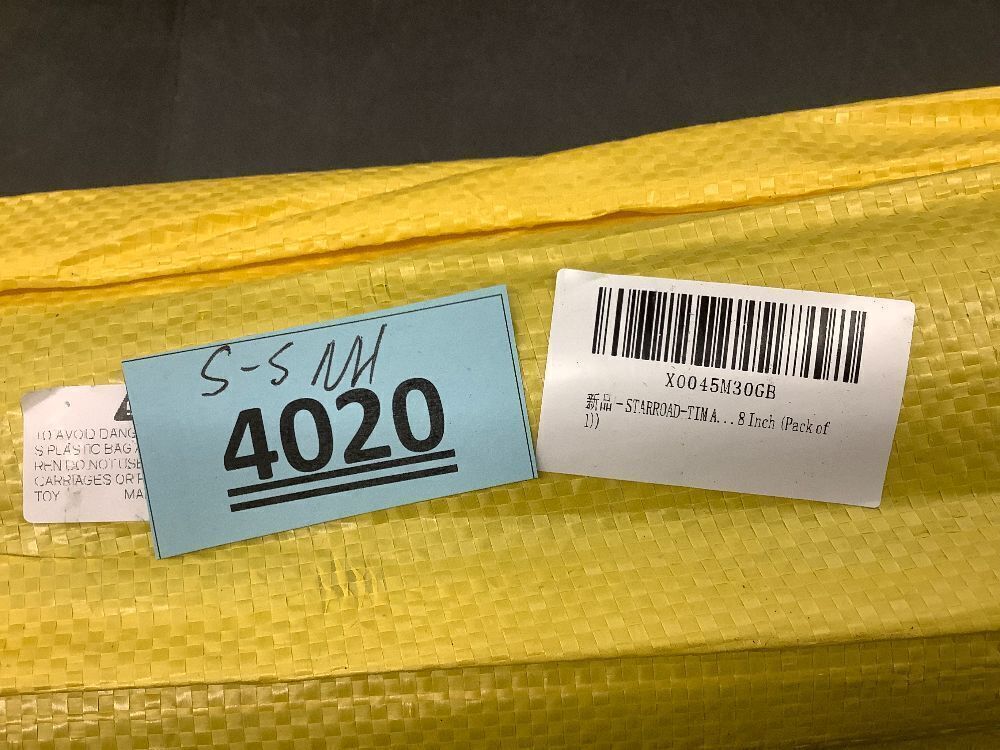 S-S NH
4020
TO AVOID DANG
S PLASTIC BAG A
REN DO NOT USE
CARRIAGES OR P
TOY MA
X0045M30GB
新品-STARROAD-TIM A... 8 Inch (Pack of
1))